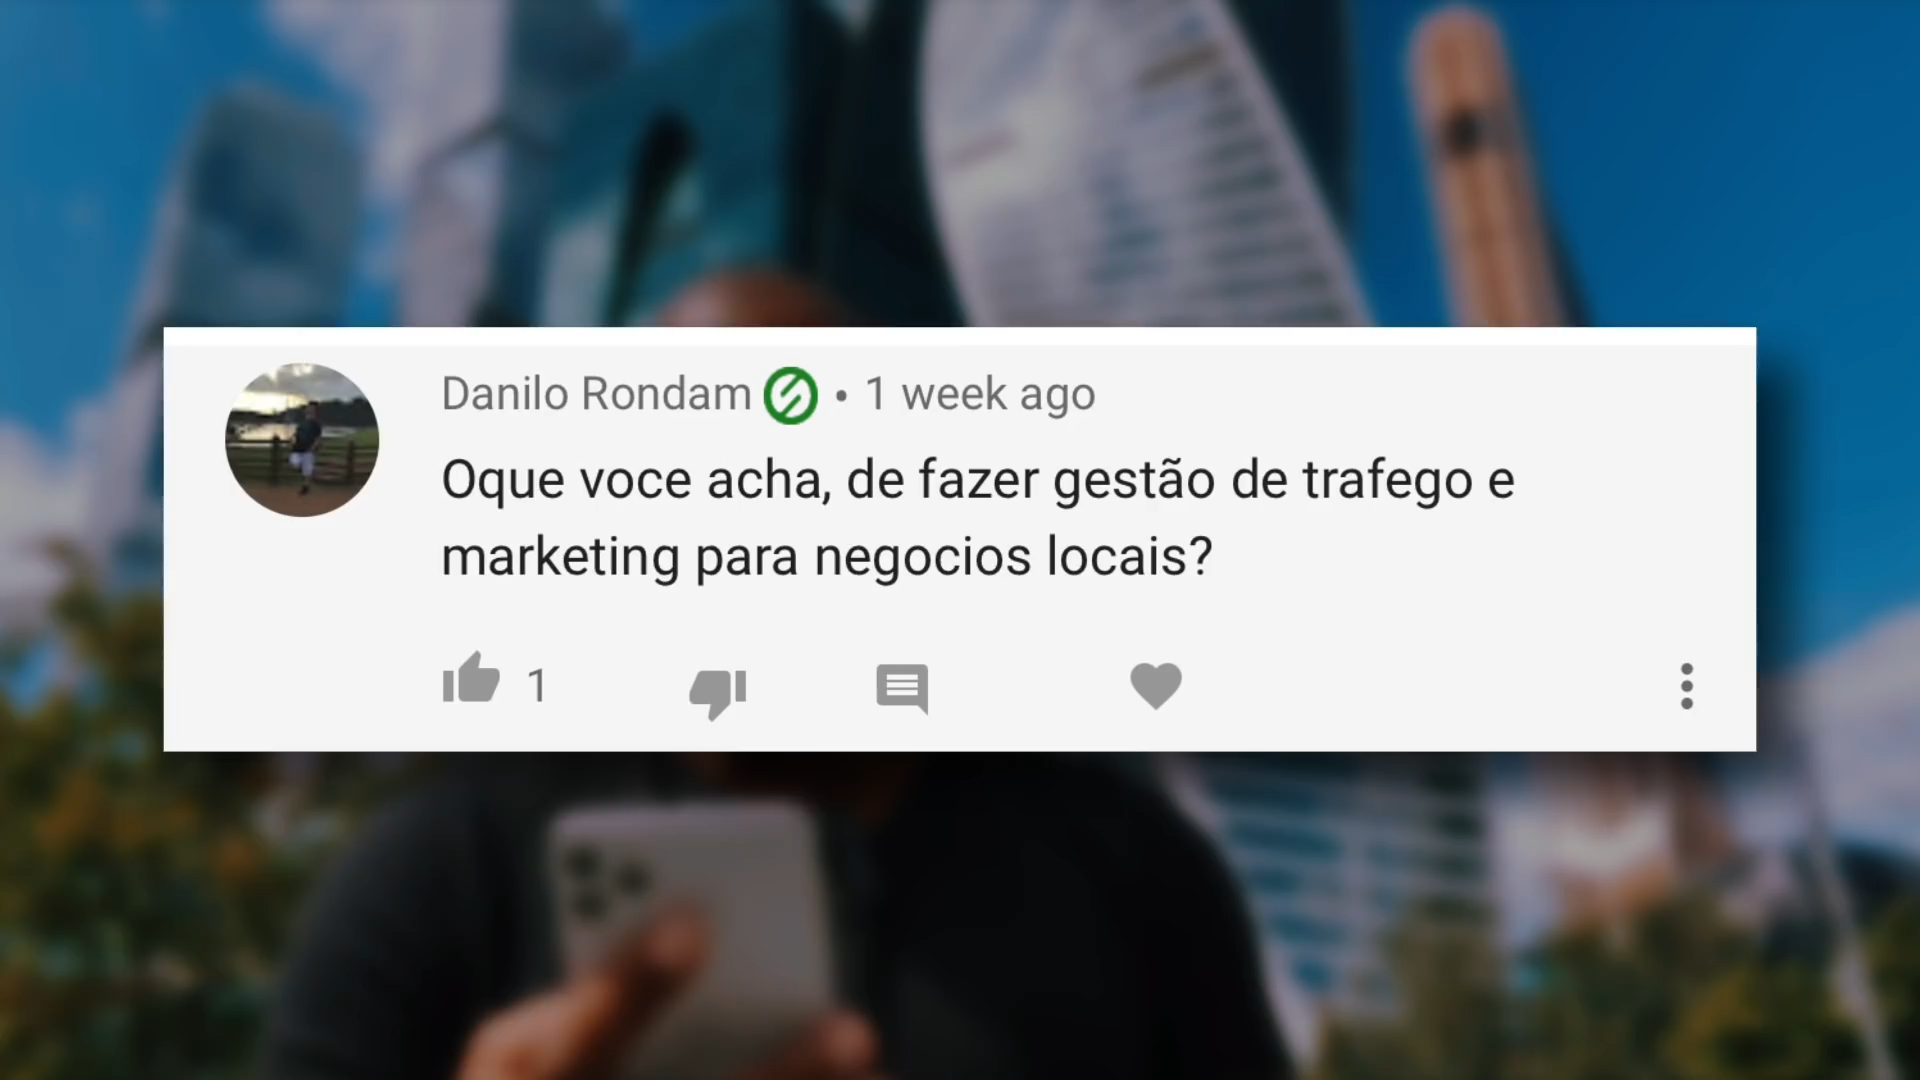 Danilo Rondam • 1 week ago
Oque voce acha, de fazer gestão de trafego e
marketing para negocios locais?
1